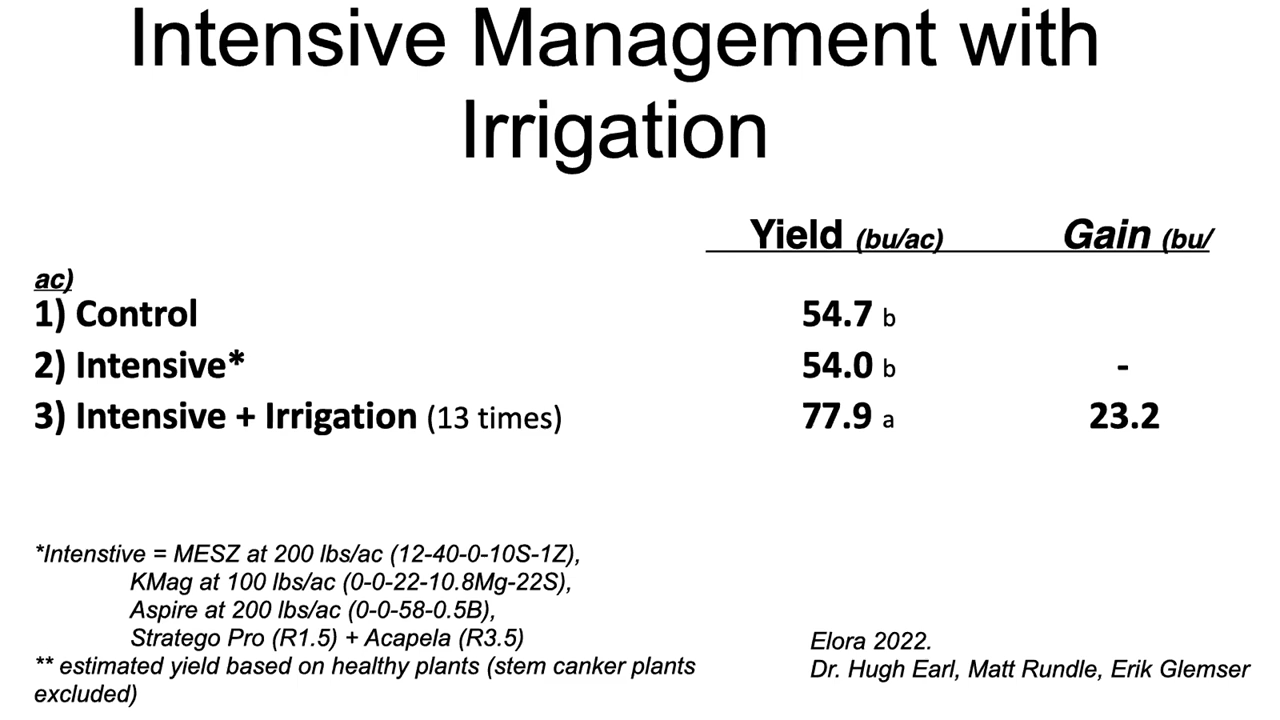 Intensive Management with
Irrigation
Yield (bu/ac) Gain (bu/
ac)
1) Control 54.7 b
2) Intensive* 54.0 b -
3) Intensive + Irrigation (13 times) 77.9 a 23.2
*Intenstive = MESZ at 200 lbs/ac (12-40-0-10S-1Z),
KMag at 100 lbs/ac (0-0-22-10.8Mg-22S),
Aspire at 200 lbs/ac (0-0-58-0.5B),
Stratego Pro (R1.5) + Acapela (R3.5)
** estimated yield based on healthy plants (stem canker plants
excluded)
Elora 2022.
Dr. Hugh Earl, Matt Rundle, Erik Glemser